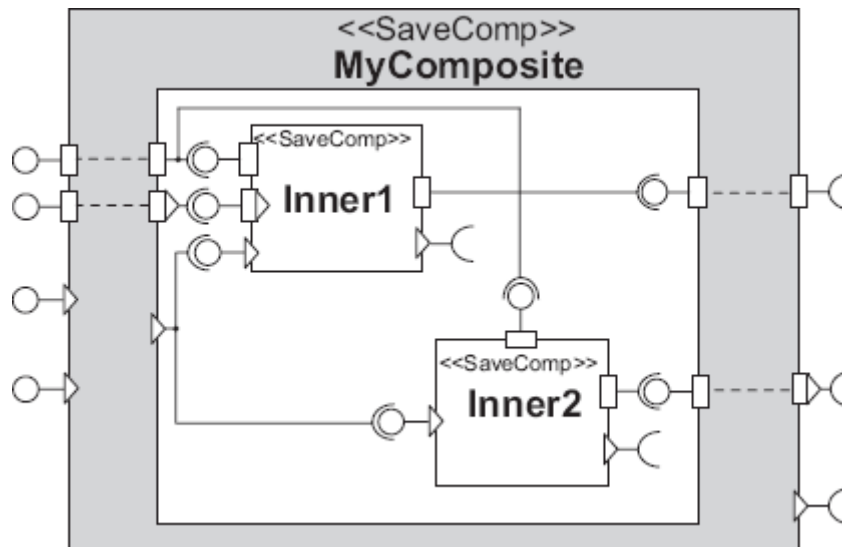 <<SaveComp>>
MyComposite
<<SaveComp>>
Inner1
<<SaveComp>>
Inner2